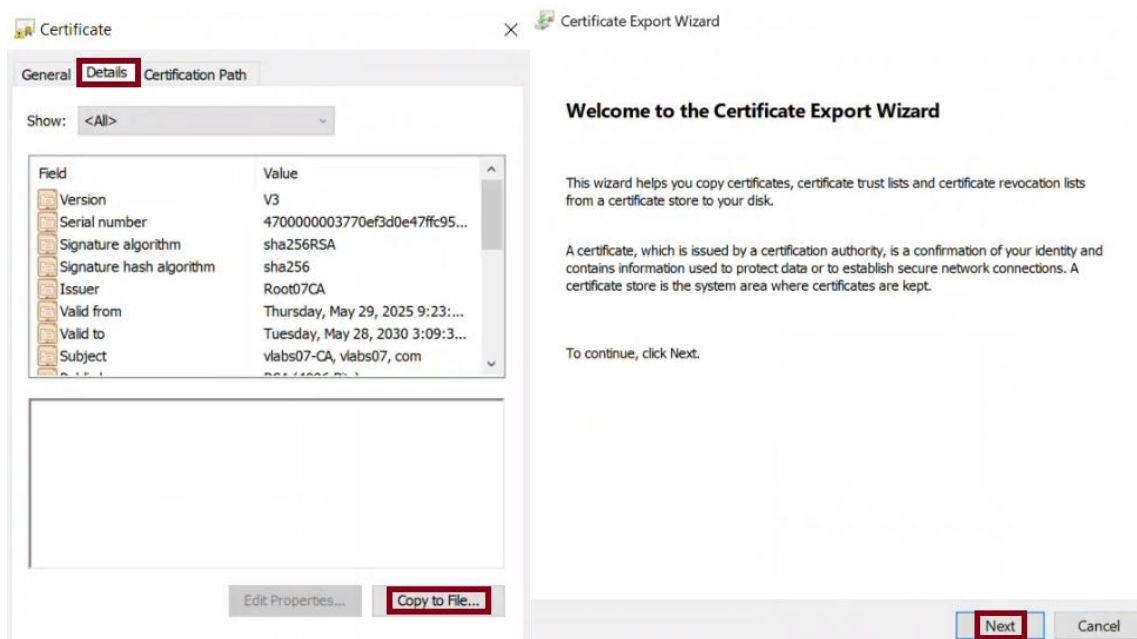 Certificate
General Details Certification Path
Show: <All>
Field Value
Version V3
Serial number 4700000003770ef3d0e47ffc95...
Signature algorithm sha256RSA
Signature hash algorithm sha256
Issuer Root07CA
Valid from Thursday, May 29, 2025 9:23:...
Valid to Tuesday, May 28, 2030 3:09:3...
Subject vlabs07-CA, vlabs07, com
Edit Properties... Copy to File...
Certificate Export Wizard
Welcome to the Certificate Export Wizard
This wizard helps you copy certificates, certificate trust lists and certificate revocation lists
from a certificate store to your disk.
A certificate, which is issued by a certification authority, is a confirmation of your identity and
contains information used to protect data or to establish secure network connections. A
certificate store is the system area where certificates are kept.
To continue, click Next.
Next Cancel